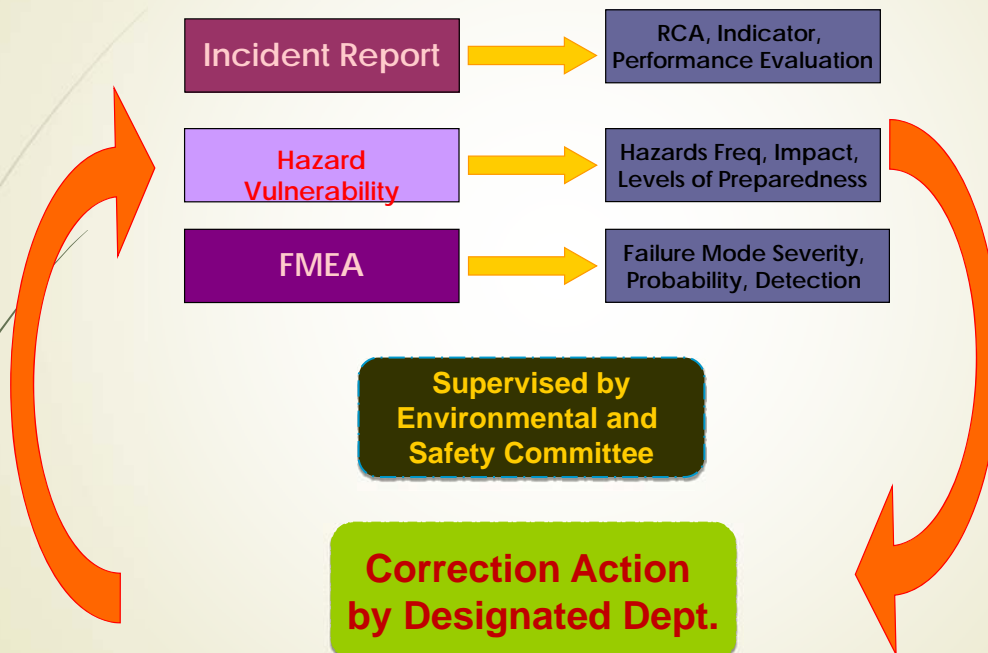 Incident Report
RCA, Indicator,
Performance Evaluation
Hazard
Vulnerability
Hazards Freq, Impact,
Levels of Preparedness
FMEA
Failure Mode Severity,
Probability, Detection
Supervised by
Environmental and
Safety Committee
Correction Action
by Designated Dept.